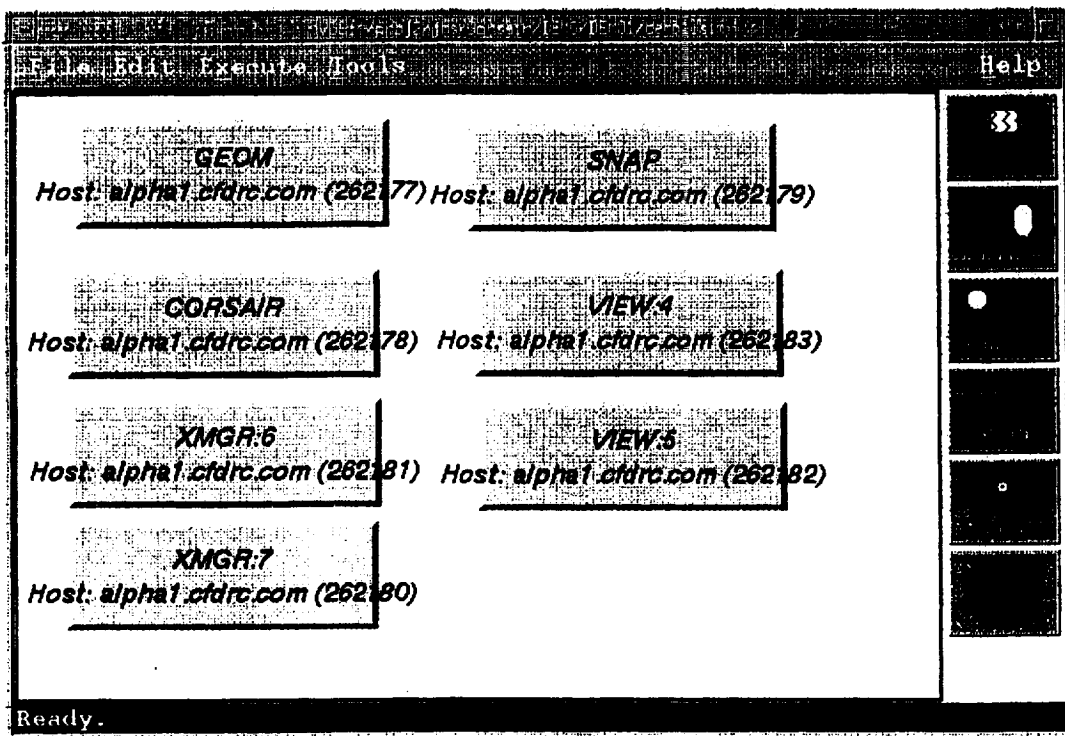 File Edit Execute Tools Help
GEOM
Host: alpha1.cfdrc.com (262177)
SNAP
Host: alpha1.cfdrc.com (262179)
CORSAIR
Host: alpha1.cfdrc.com (262178)
VIEW:4
Host: alpha1.cfdrc.com (262183)
XMGR:6
Host: alpha1.cfdrc.com (262181)
VIEW:5
Host: alpha1.cfdrc.com (262182)
XMGR:7
Host: alpha1.cfdrc.com (262180)
Ready.